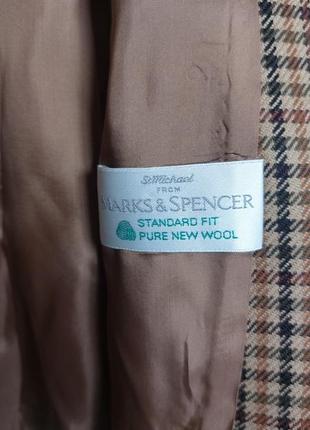 St Michael
FROM
MARKS & SPENCER
STANDARD FIT
PURE NEW WOOL